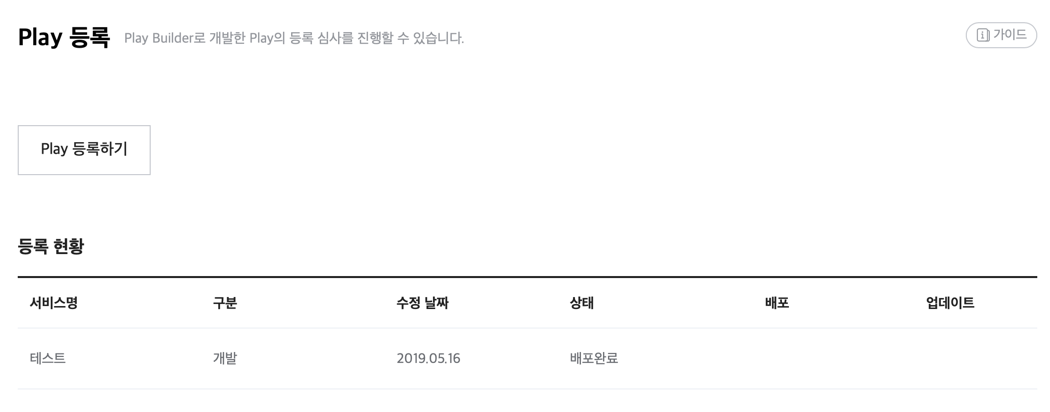 Play 등록 Play Builder로 개발한 Play의 등록 심사를 진행할 수 있습니다. 가이드
Play 등록하기
등록 현황
서비스명 구분 수정 날짜 상태 배포 업데이트
테스트 개발 2019.05.16 배포완료